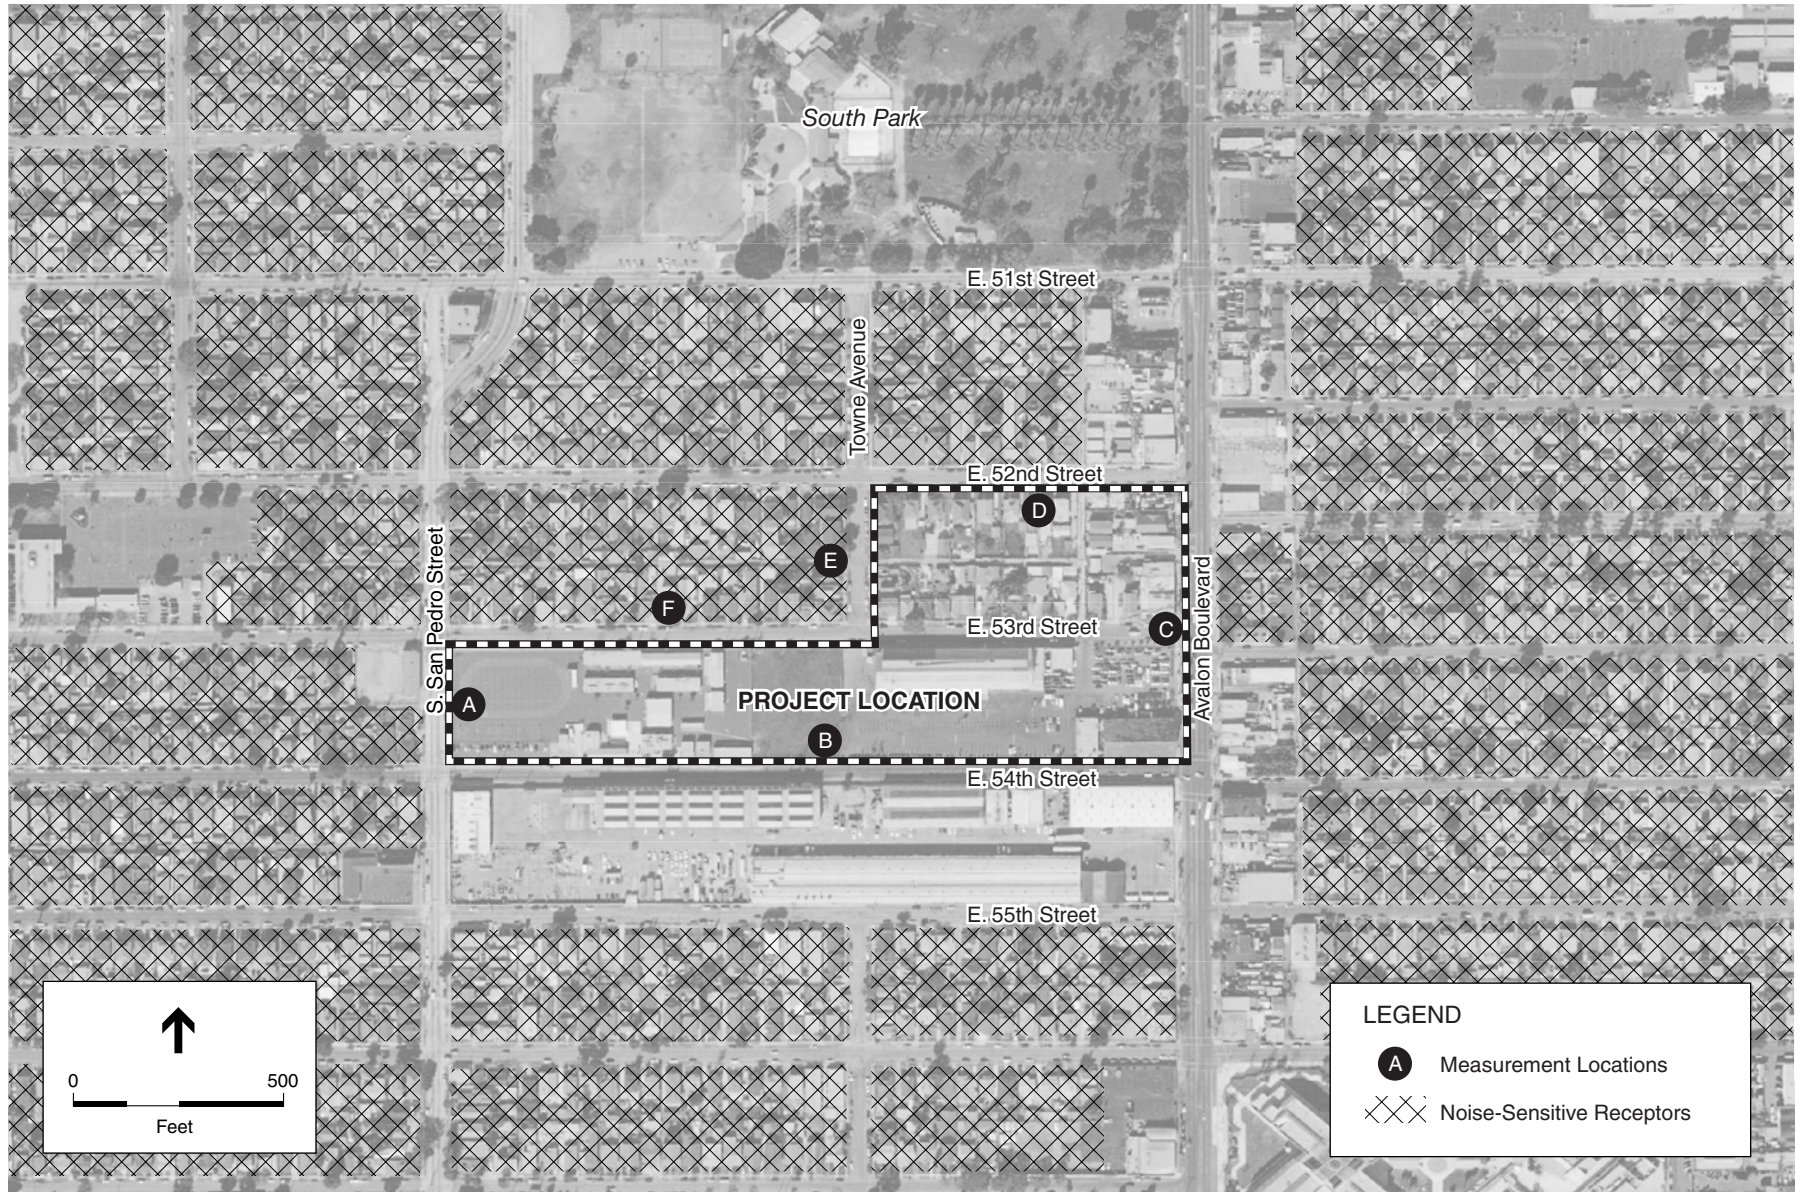 South Park
E. 51st Street
Towne Avenue
E. 52nd Street
D
E
S. San Pedro Street
F
E. 53rd Street
C
Avalon Boulevard
A
PROJECT LOCATION
B
E. 54th Street
E. 55th Street
0 500
Feet
LEGEND
A Measurement Locations
Noise-Sensitive Receptors